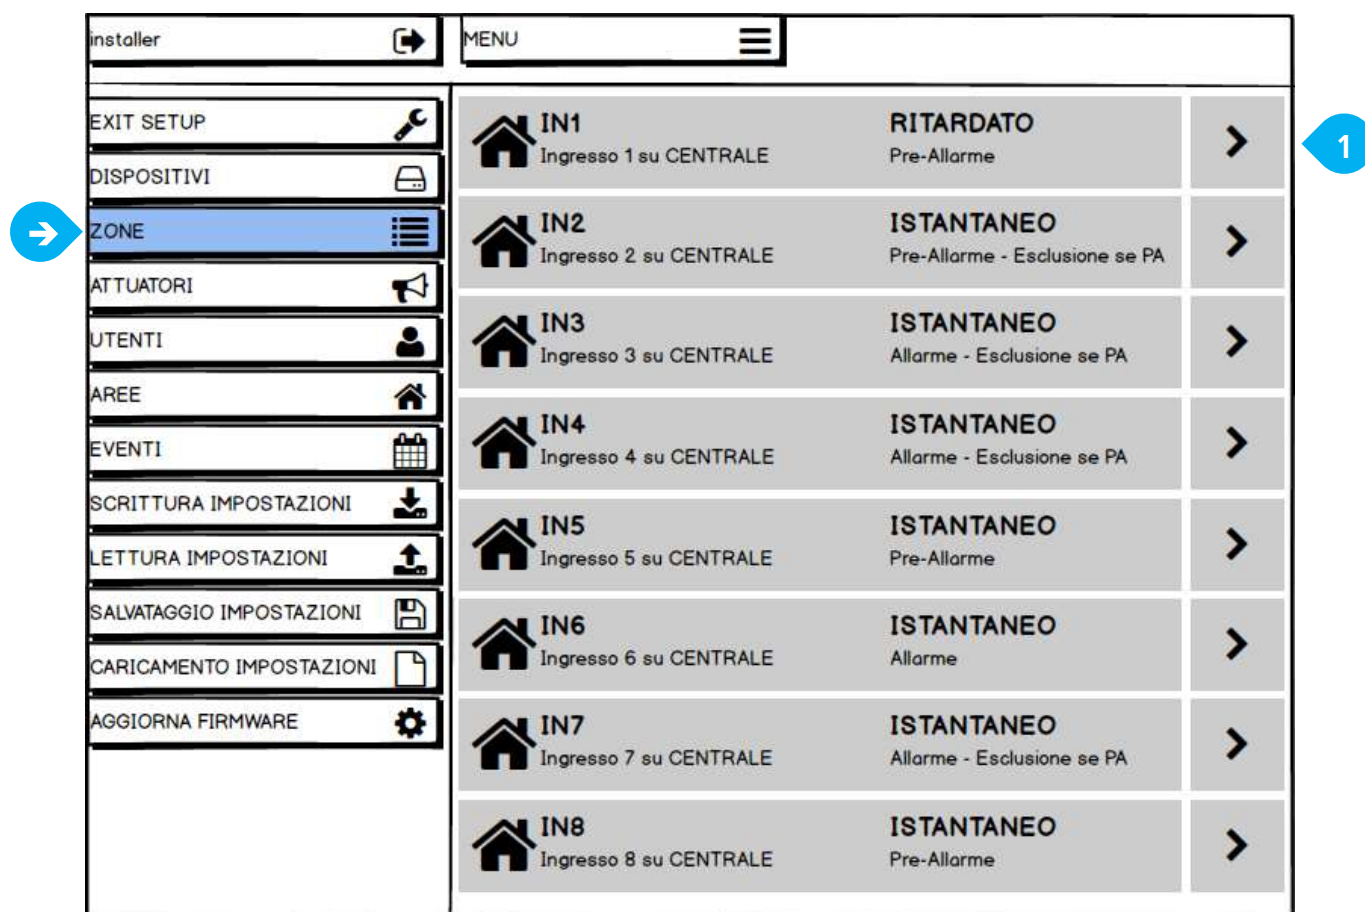 installer
MENU
EXIT SETUP
DISPOSITIVI
ZONE
ATTUATORI
UTENTI
AREE
EVENTI
SCRITTURA IMPOSTAZIONI
LETTURA IMPOSTAZIONI
SALVATAGGIO IMPOSTAZIONI
CARICAMENTO IMPOSTAZIONI
AGGIORNA FIRMWARE
IN1 RITARDATO
Ingresso 1 su CENTRALE Pre-Allarme
1
IN2 ISTANTANEO
Ingresso 2 su CENTRALE Pre-Allarme - Esclusione se PA
IN3 ISTANTANEO
Ingresso 3 su CENTRALE Allarme - Esclusione se PA
IN4 ISTANTANEO
Ingresso 4 su CENTRALE Allarme - Esclusione se PA
IN5 ISTANTANEO
Ingresso 5 su CENTRALE Pre-Allarme
IN6 ISTANTANEO
Ingresso 6 su CENTRALE Allarme
IN7 ISTANTANEO
Ingresso 7 su CENTRALE Allarme - Esclusione se PA
IN8 ISTANTANEO
Ingresso 8 su CENTRALE Pre-Allarme